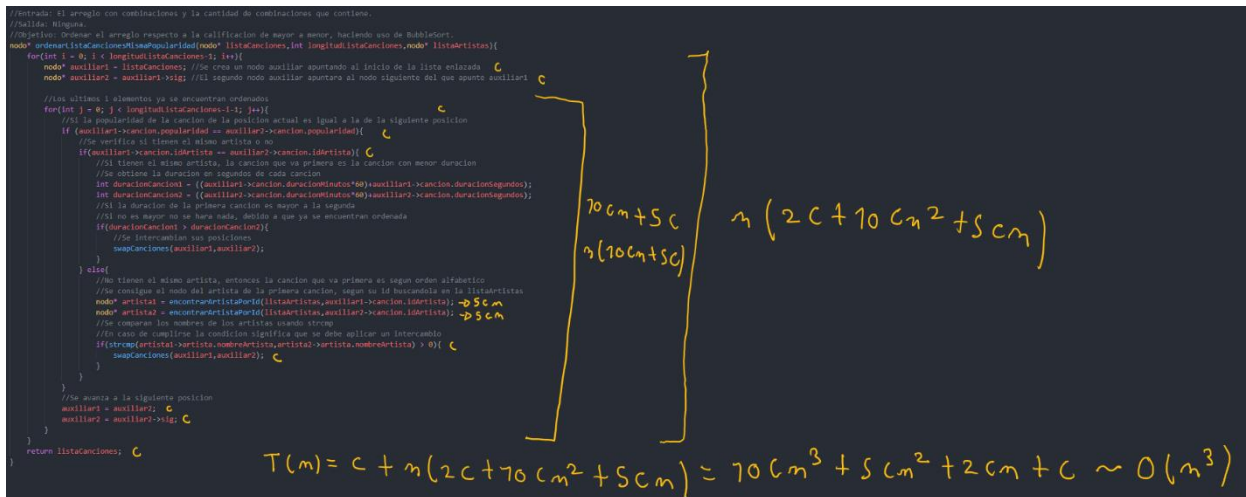 //Entrada: El arreglo con combinaciones y la cantidad de combinaciones que contiene.
//Salida: Ninguna.
//Objetivo: Ordenar el arreglo respecto a la calificacion de mayor a menor, haciendo uso de BubbleSort.
nodo* ordenarListaCancionesMismaPopularidad(nodo* listaCanciones,int longitudListaCanciones,nodo* listaArtistas){
for(int i = 0; i < longitudListaCanciones-1; i++){
nodo* auxiliar1 = listaCanciones; //Se crea un nodo auxiliar apuntando al inicio de la lista enlazada C
nodo* auxiliar2 = auxiliar1->sig; //El segundo nodo auxiliar apuntara al nodo siguiente del que apunte auxiliar1 C
//Los ultimos i elementos ya se encuentran ordenados
for(int j = 0; j < longitudListaCanciones-i-1; j++){ C
//Si la popularidad de la cancion de la posicion actual es igual a la de la siguiente posicion
if (auxiliar1->cancion.popularidad == auxiliar2->cancion.popularidad){ C
//Se verifica si tienen el mismo artista o no
if(auxiliar1->cancion.idArtista == auxiliar2->cancion.idArtista){ C
//Si tienen el mismo artista, la cancion que va primera es la cancion con menor duracion
//Se obtiene la duracion en segundos de cada cancion
int duracionCancion1 = ((auxiliar1->cancion.duracionMinutos*60)+auxiliar1->cancion.duracionSegundos);
int duracionCancion2 = ((auxiliar2->cancion.duracionMinutos*60)+auxiliar2->cancion.duracionSegundos);
//Si la duracion de la primera cancion es mayor a la segunda
//Si no es mayor no se hara nada, debido a que ya se encuentran ordenada
if(duracionCancion1 > duracionCancion2){
//Se intercambian sus posiciones
swapCanciones(auxiliar1,auxiliar2);
}
} else{
//No tienen el mismo artista, entonces la cancion que va primera es segun orden alfabetico
//Se consigue el nodo del artista de la primera cancion, segun su id buscandola en la listaArtistas
nodo* artista1 = encontrarArtistaPorId(listaArtistas,auxiliar1->cancion.idArtista); → 5cn
nodo* artista2 = encontrarArtistaPorId(listaArtistas,auxiliar2->cancion.idArtista); → 5cn
//Se comparan los nombres de los artistas usando strcmp
//En caso de cumplirse la condicion significa que se debe aplicar un intercambio
if(strcmp(artista1->artista.nombreArtista,artista2->artista.nombreArtista) > 0){ C
swapCanciones(auxiliar1,auxiliar2); C
}
}
}
//Se avanza a la siguiente posicion
auxiliar1 = auxiliar2; C
auxiliar2 = auxiliar2->sig; C
}
}
return listaCanciones; C
}
10cn+5c
n(10cn+5c)
n(2c+10cn²+5cn)
T(n) = c + n(2c+10cn²+5cn) = 10cn³+5cn²+2cn+c ~ O(n³)